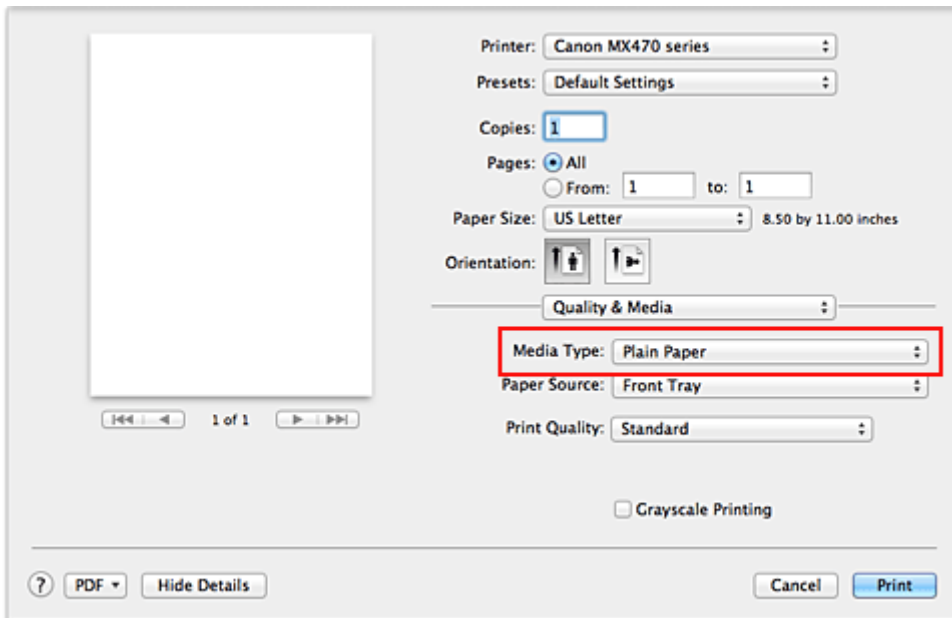 Printer: Canon MX470 series
Presets: Default Settings
Copies: 1
Pages: All
From: 1 to: 1
Paper Size: US Letter 8.50 by 11.00 inches
Orientation:
Quality & Media
Media Type: Plain Paper
Paper Source: Front Tray
1 of 1
Print Quality: Standard
Grayscale Printing
? PDF Hide Details Cancel Print